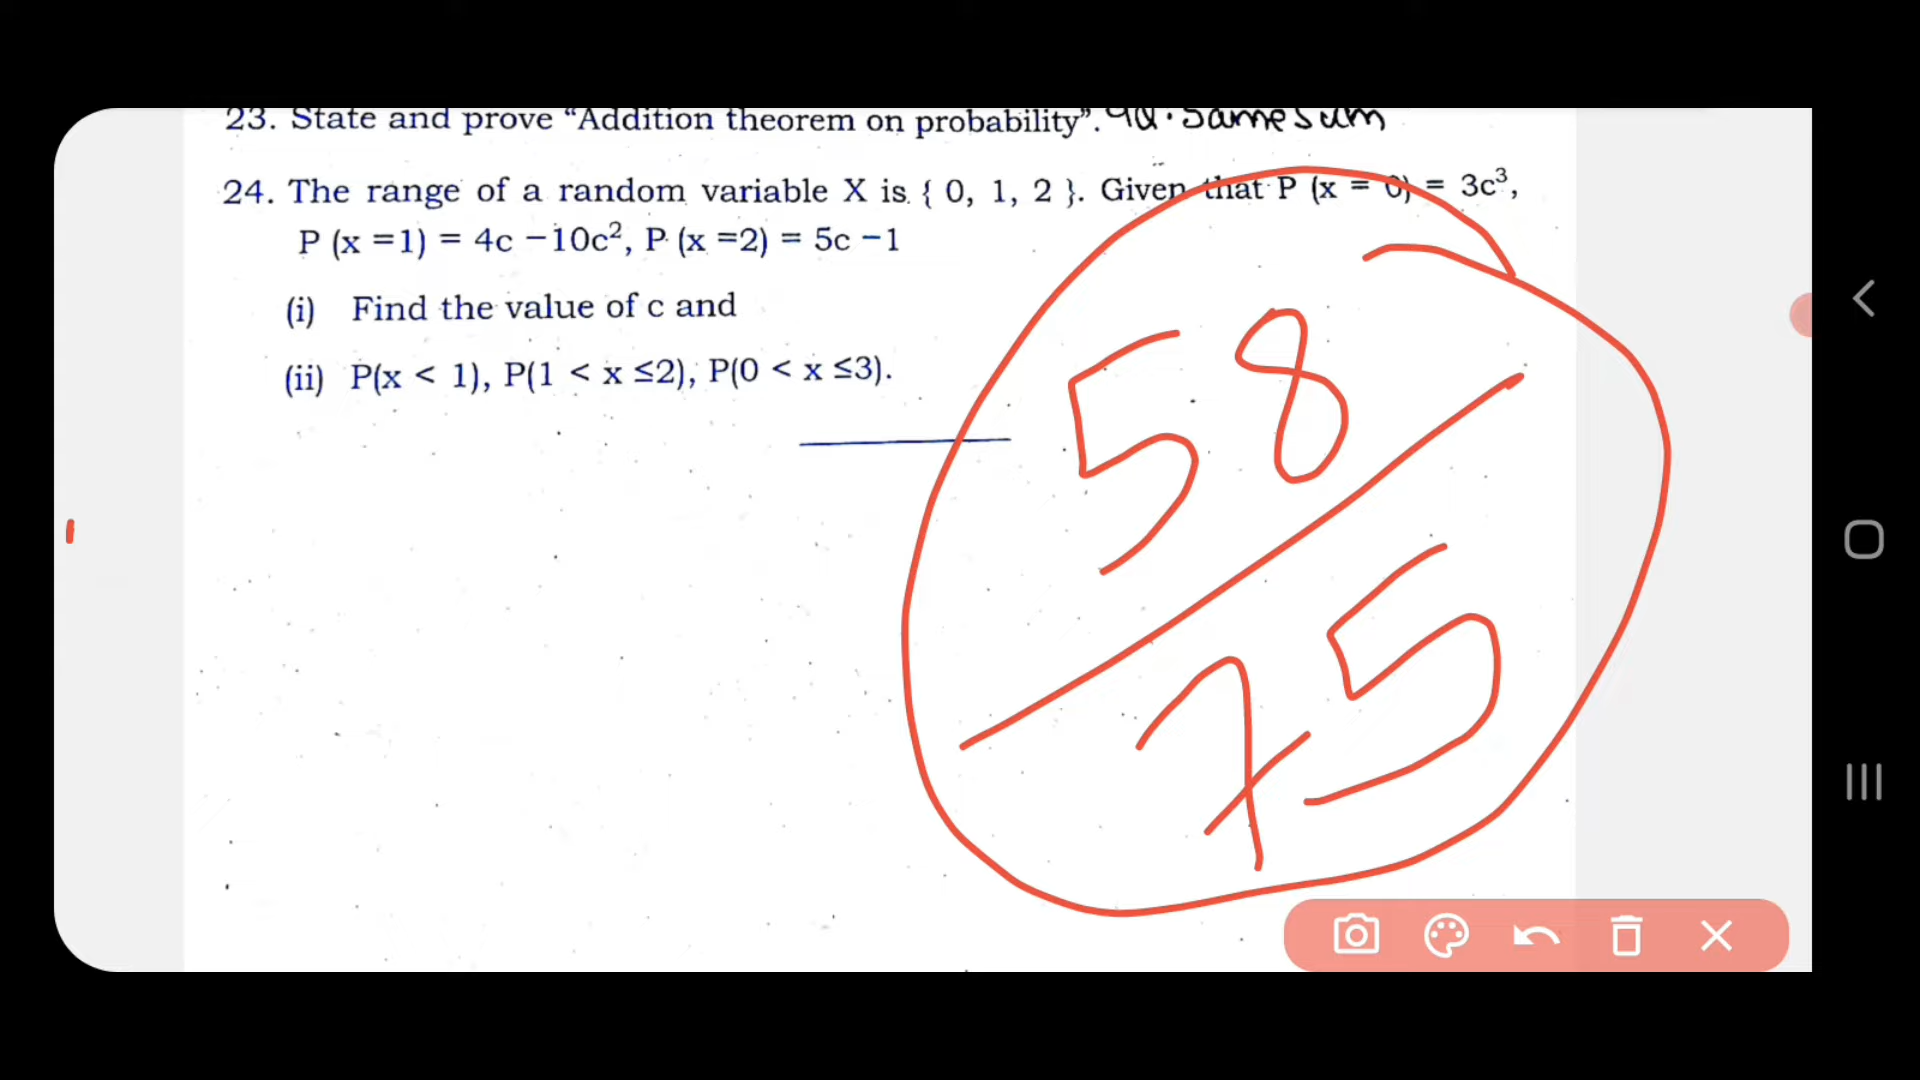 23. State and prove “Addition theorem on probability”. 4Q. Same Sum
24. The range of a random variable X is { 0, 1, 2 }. Given that P (x = 0) = 3c³,
P (x =1) = 4c −10c², P (x =2) = 5c −1
(i) Find the value of c and
(ii) P(x < 1), P(1 < x ≤2), P(0 < x ≤3).
58
75